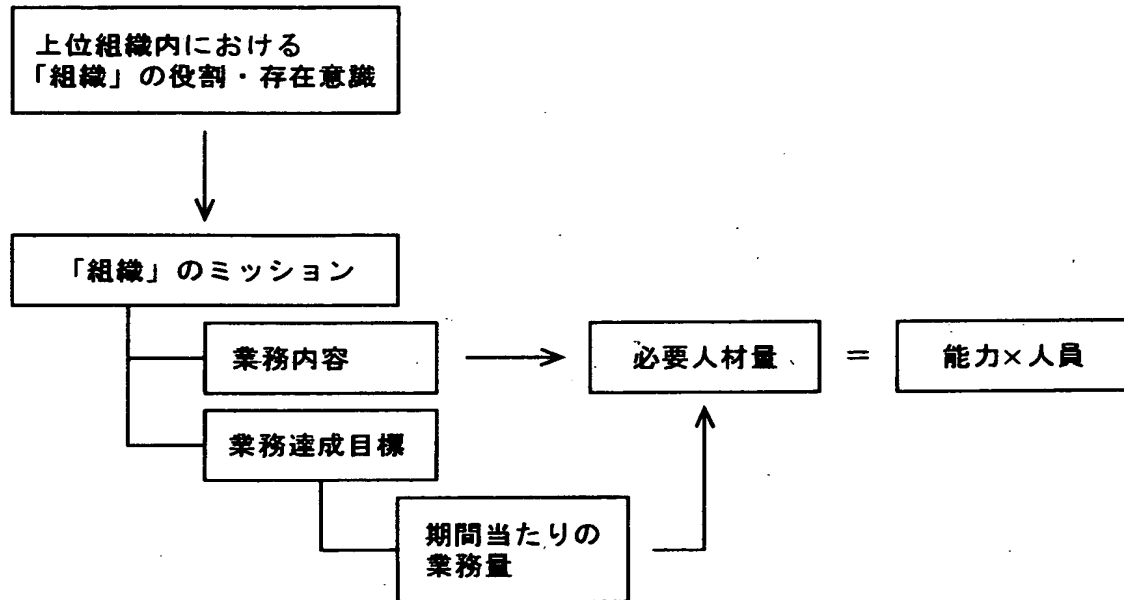 上位組織内における
「組織」の役割・存在意識
「組織」のミッション
業務内容
必要人材量
=
能力×人員
業務達成目標
期間当たりの
業務量